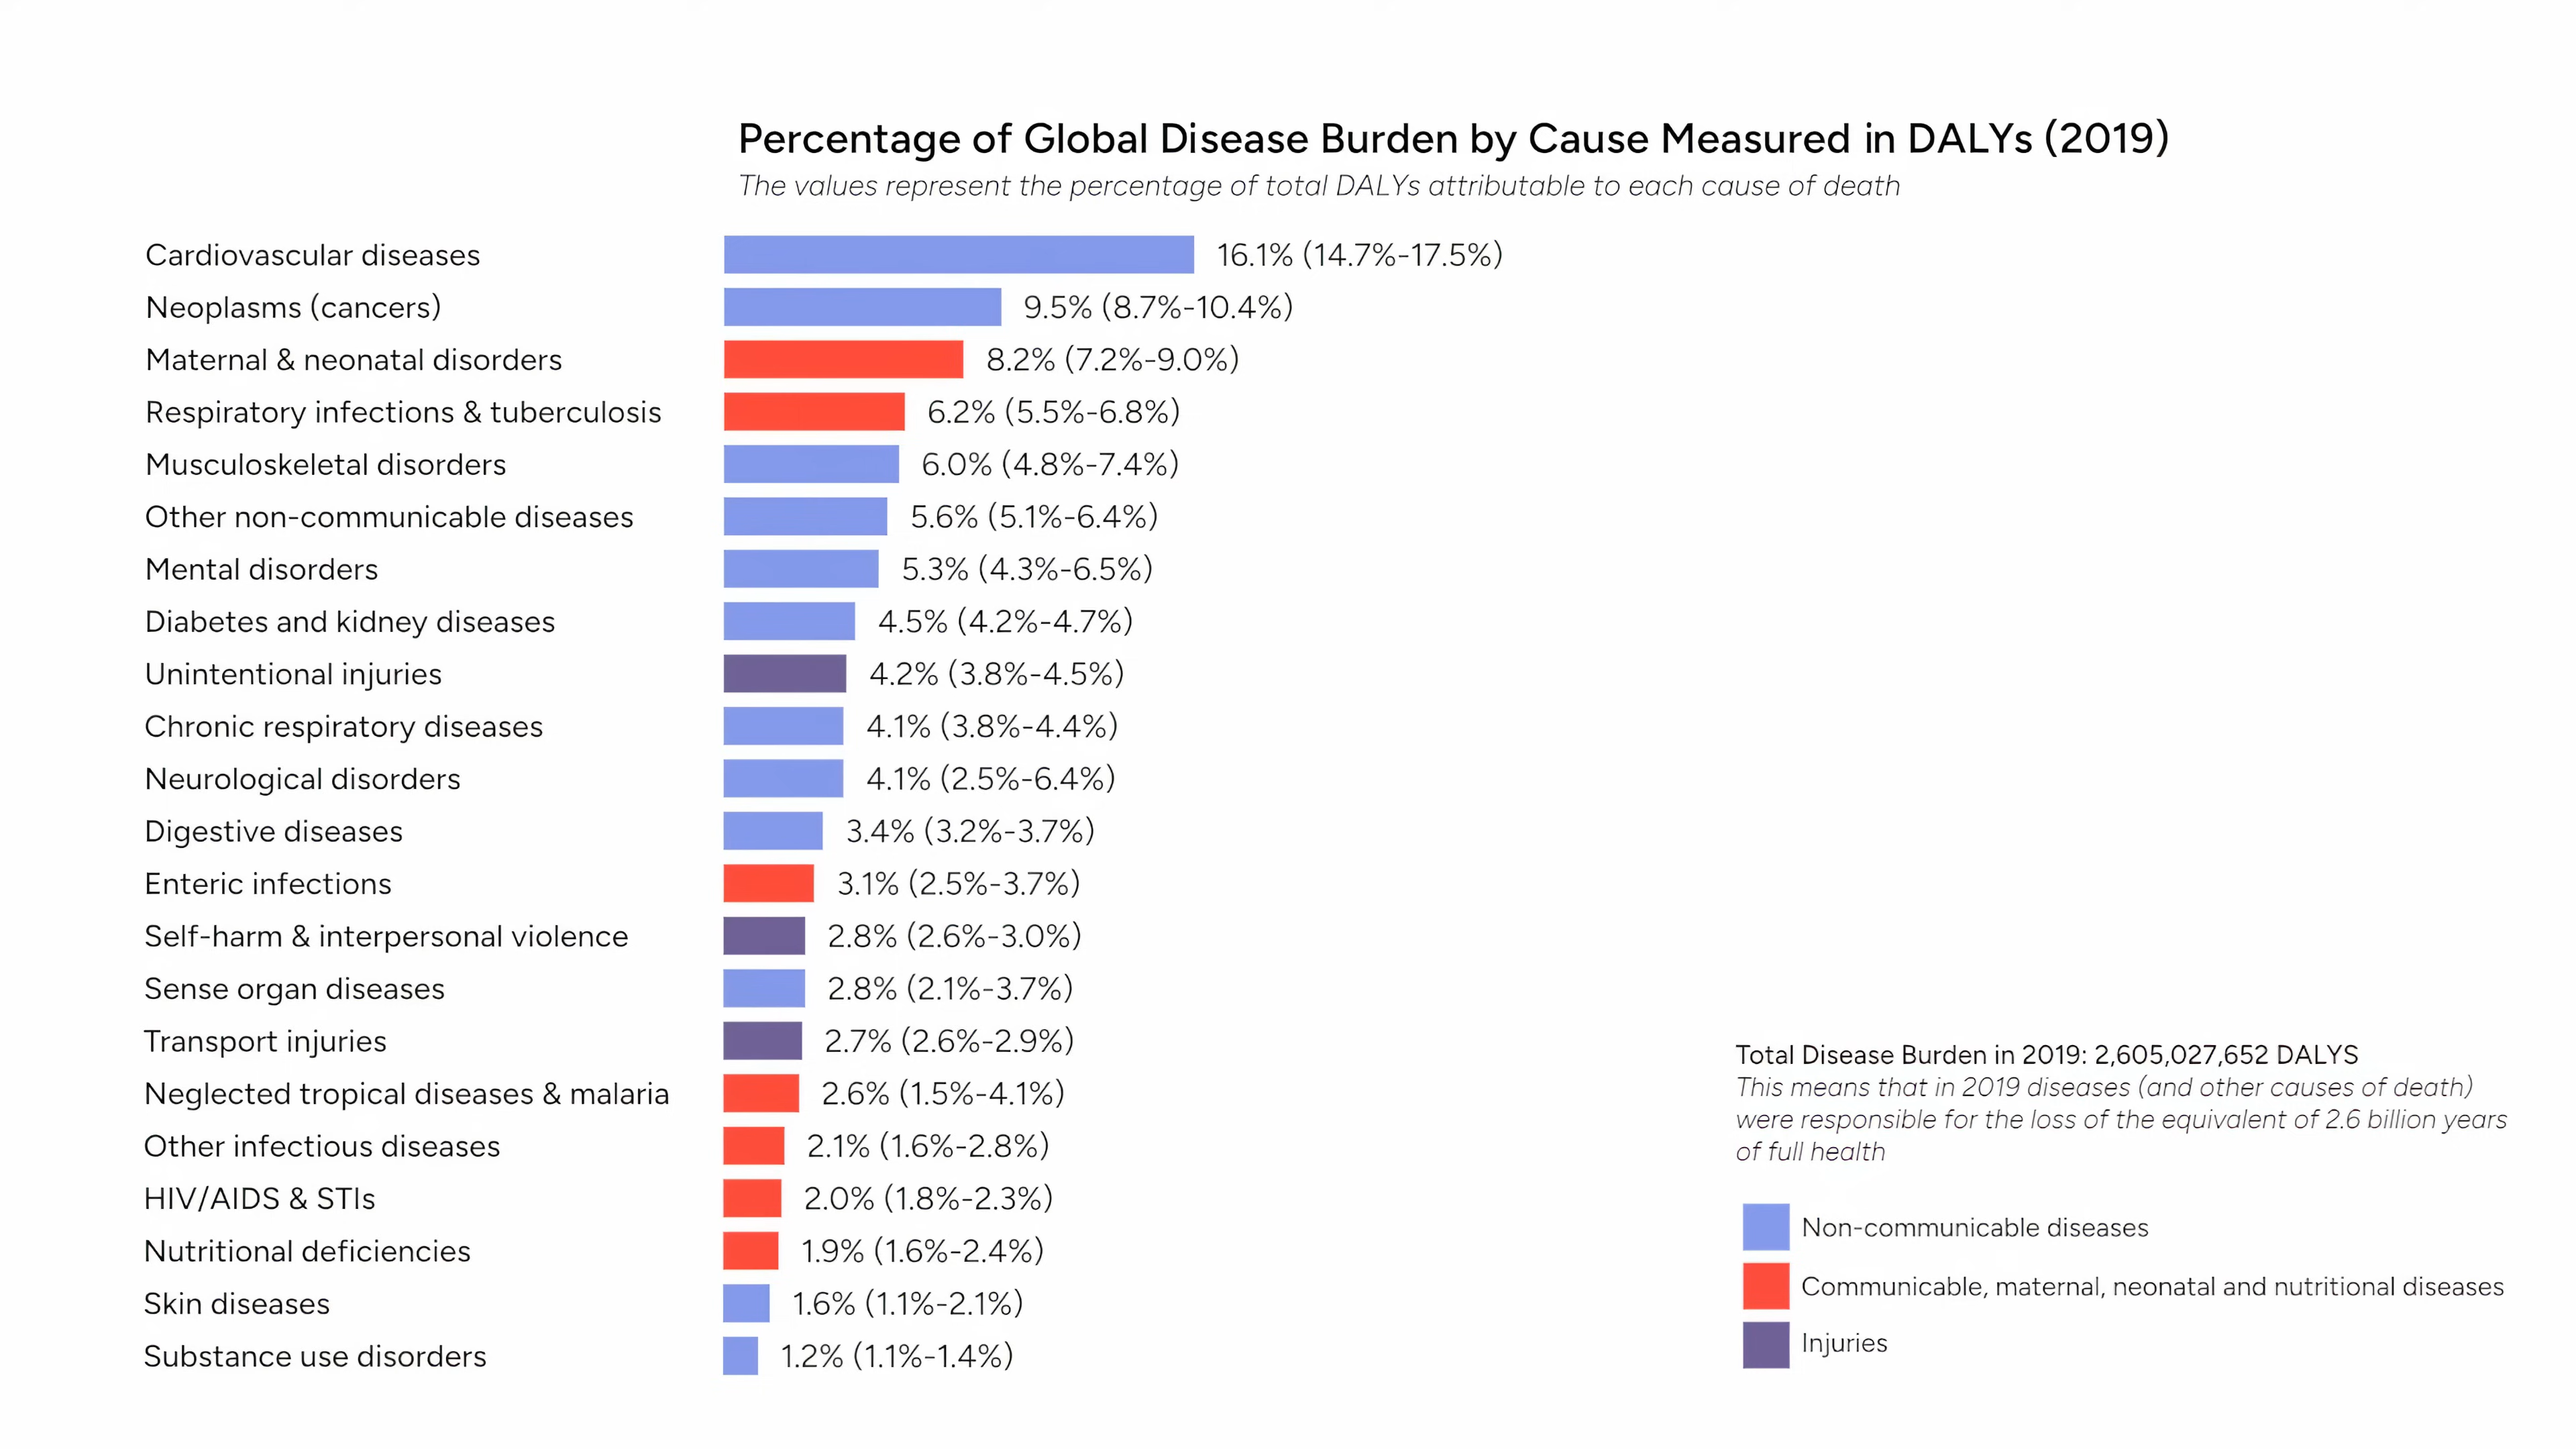 Percentage of Global Disease Burden by Cause Measured in DALYs (2019)
The values represent the percentage of total DALYs attributable to each cause of death
Cardiovascular diseases 16.1% (14.7%-17.5%)
Neoplasms (cancers) 9.5% (8.7%-10.4%)
Maternal & neonatal disorders 8.2% (7.2%-9.0%)
Respiratory infections & tuberculosis 6.2% (5.5%-6.8%)
Musculoskeletal disorders 6.0% (4.8%-7.4%)
Other non-communicable diseases 5.6% (5.1%-6.4%)
Mental disorders 5.3% (4.3%-6.5%)
Diabetes and kidney diseases 4.5% (4.2%-4.7%)
Unintentional injuries 4.2% (3.8%-4.5%)
Chronic respiratory diseases 4.1% (3.8%-4.4%)
Neurological disorders 4.1% (2.5%-6.4%)
Digestive diseases 3.4% (3.2%-3.7%)
Enteric infections 3.1% (2.5%-3.7%)
Self-harm & interpersonal violence 2.8% (2.6%-3.0%)
Sense organ diseases 2.8% (2.1%-3.7%)
Transport injuries 2.7% (2.6%-2.9%)
Neglected tropical diseases & malaria 2.6% (1.5%-4.1%)
Other infectious diseases 2.1% (1.6%-2.8%)
HIV/AIDS & STIs 2.0% (1.8%-2.3%)
Nutritional deficiencies 1.9% (1.6%-2.4%)
Skin diseases 1.6% (1.1%-2.1%)
Substance use disorders 1.2% (1.1%-1.4%)
Total Disease Burden in 2019: 2,605,027,652 DALYS
This means that in 2019 diseases (and other causes of death)
were responsible for the loss of the equivalent of 2.6 billion years
of full health
Non-communicable diseases
Communicable, maternal, neonatal and nutritional diseases
Injuries